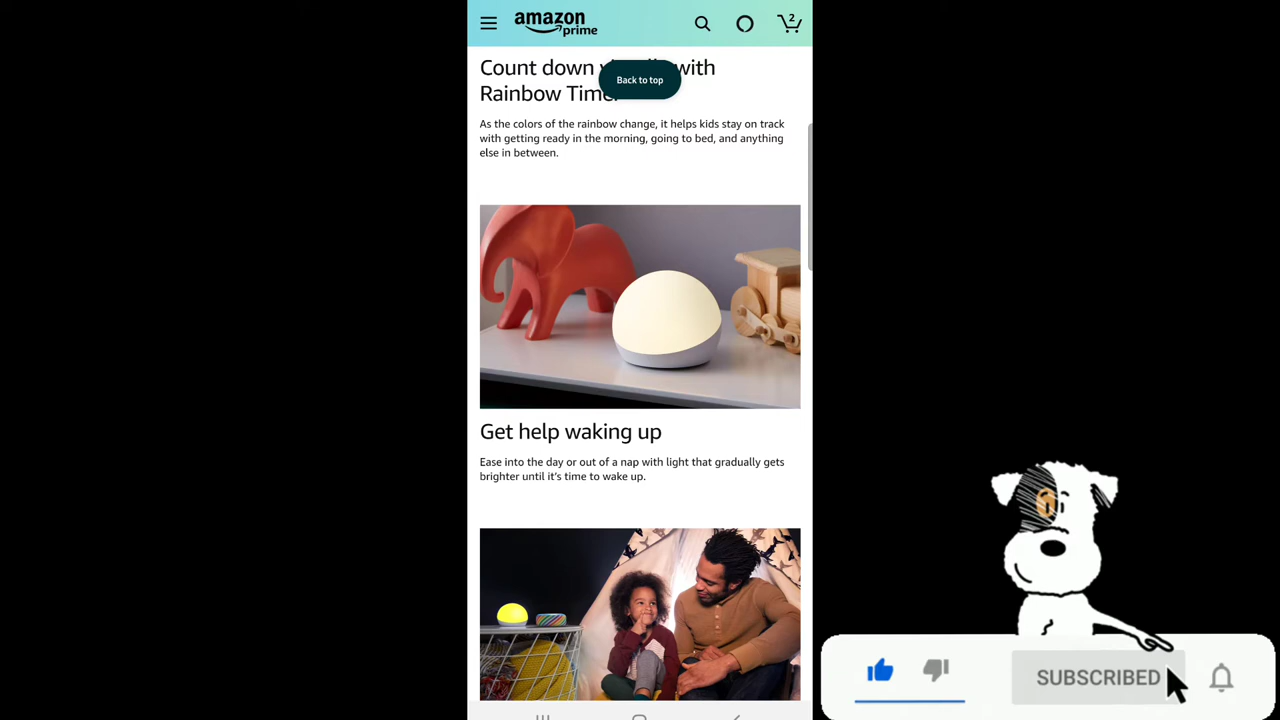 amazon
prime
2
Count down with
Back to top
Rainbow Timer
As the colors of the rainbow change, it helps kids stay on track
with getting ready in the morning, going to bed, and anything
else in between.
Get help waking up
Ease into the day or out of a nap with light that gradually gets
brighter until it's time to wake up.
SUBSCRIBED